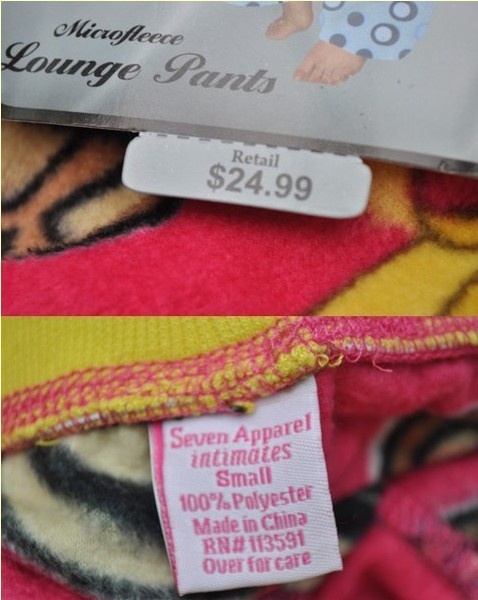 Microfleece
Lounge Pants
Retail
$24.99
Seven Apparel
intimates
Small
100% Polyester
Made in China
RN# 113591
Over for care